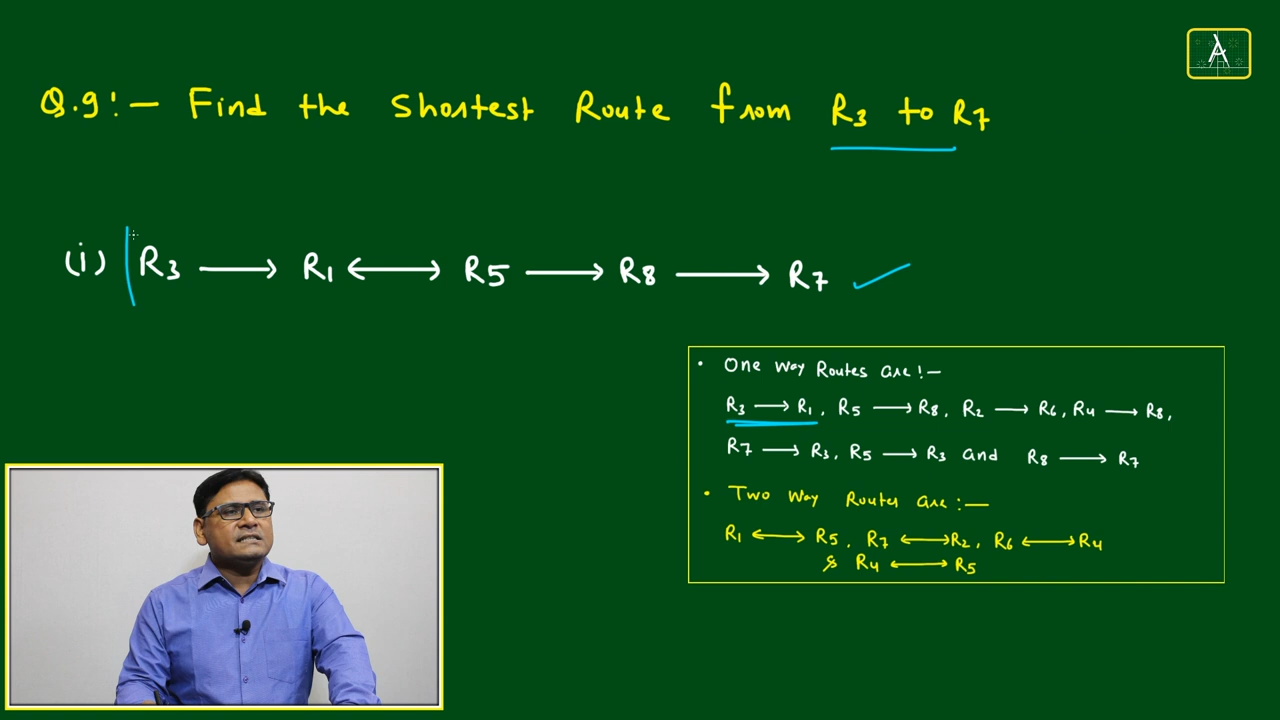 Q.9:- Find the Shortest Route from R3 to R7
(i) R3 ⟶ R1 ⟷ R5 ⟶ R8 ⟶ R7
• One Way Routes are:-
R3 ⟶ R1, R5 ⟶ R8, R2 ⟶ R6, R4 ⟶ R8,
R7 ⟶ R3, R5 ⟶ R3 and R8 ⟶ R7
• Two Way Routes are:-
R1 ⟷ R5, R7 ⟷ R2, R6 ⟷ R4
& R4 ⟷ R5